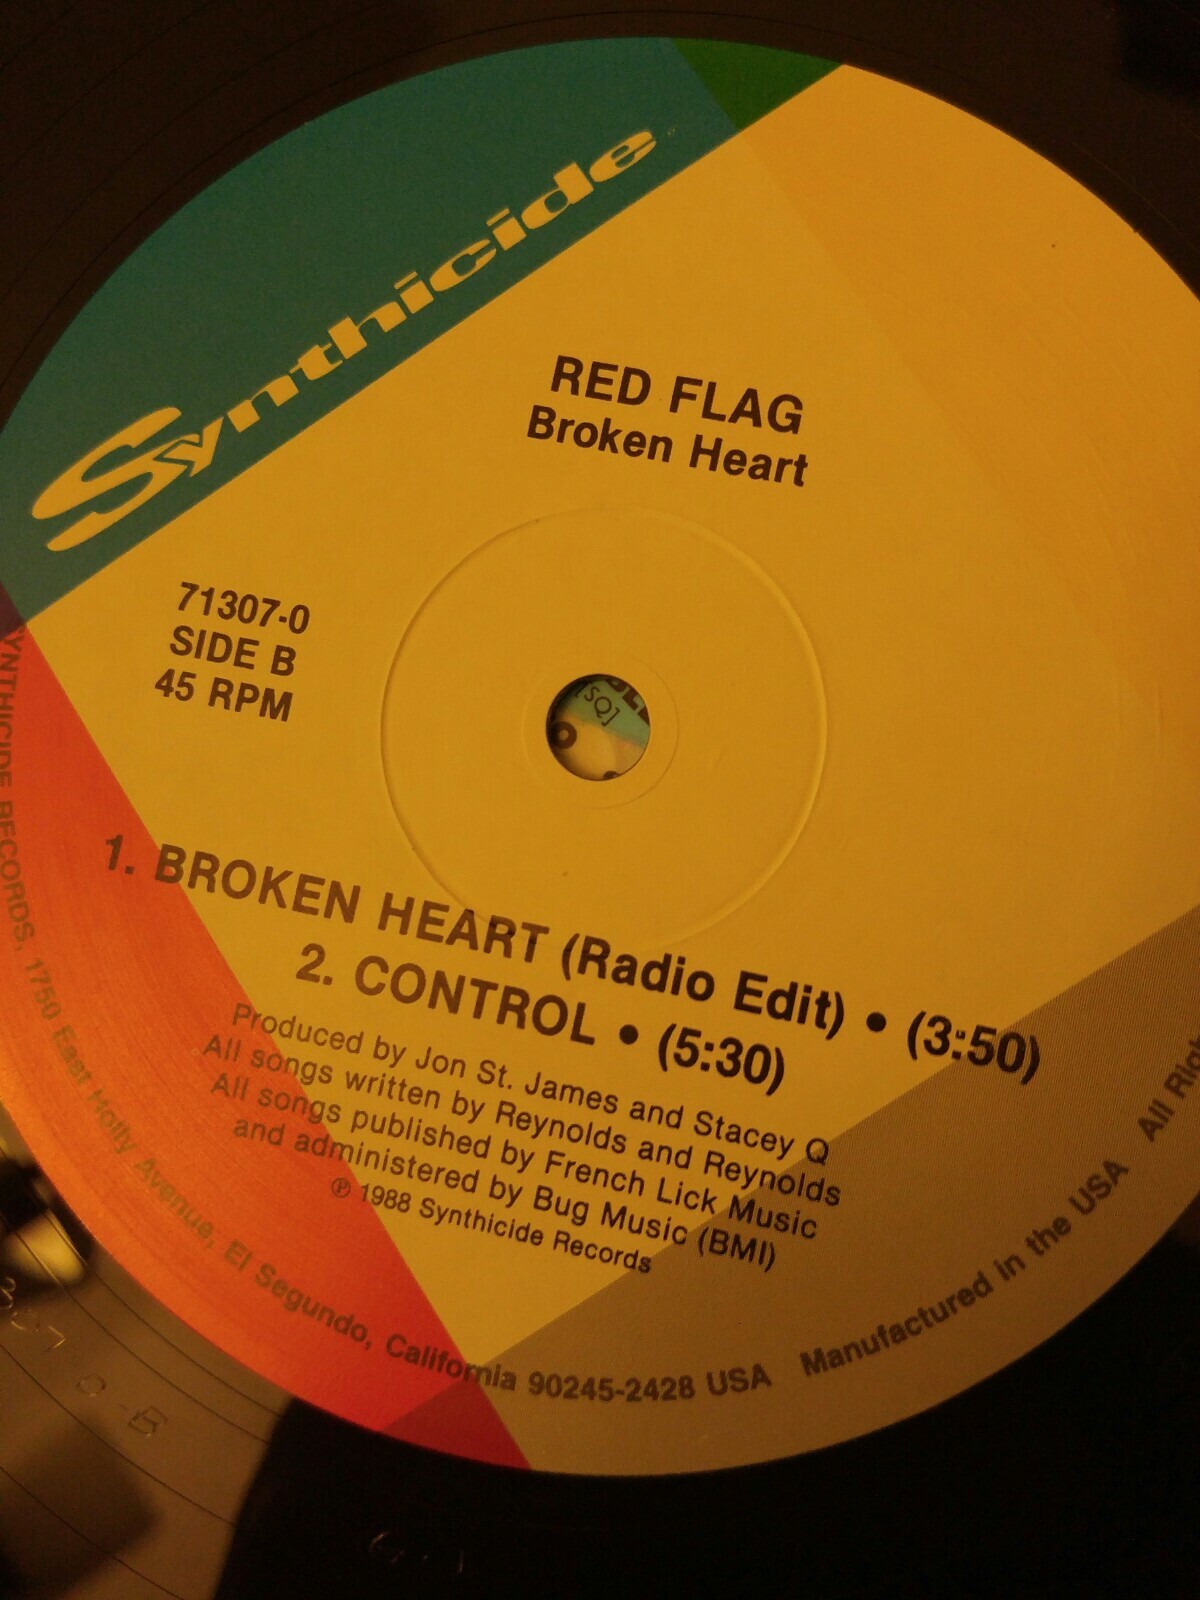 Synthicide
RED FLAG
Broken Heart
71307-0
SIDE B
45 RPM
[SQ]
1. BROKEN HEART (Radio Edit) • (3:50)
2. CONTROL • (5:30)
Produced by Jon St. James and Stacey Q
All songs written by Reynolds and Reynolds
All songs published by French Lick Music
and administered by Bug Music (BMI)
℗ 1988 Synthicide Records
YNTHICIDE RECORDS, 1750 East Holly Avenue, El Segundo, California 90245-2428 USA Manufactured in the USA All Rig